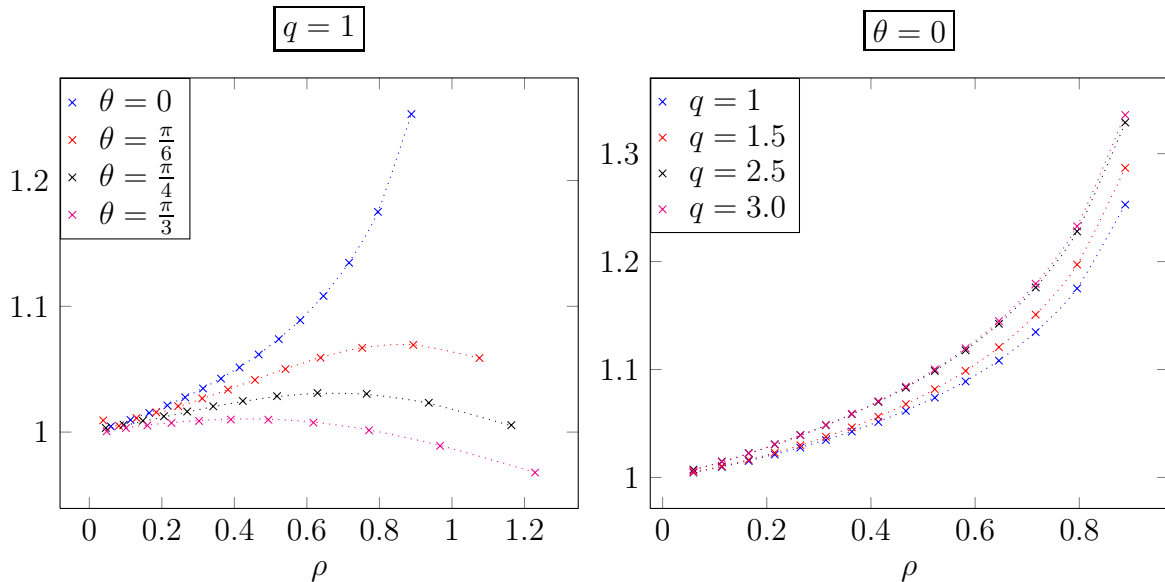 q = 1
θ = 0
θ = π/6
θ = π/4
θ = π/3
1.2
1.1
1
0 0.2 0.4 0.6 0.8 1 1.2
ρ
θ = 0
q = 1
q = 1.5
q = 2.5
q = 3.0
1.3
1.2
1.1
1
0 0.2 0.4 0.6 0.8
ρ